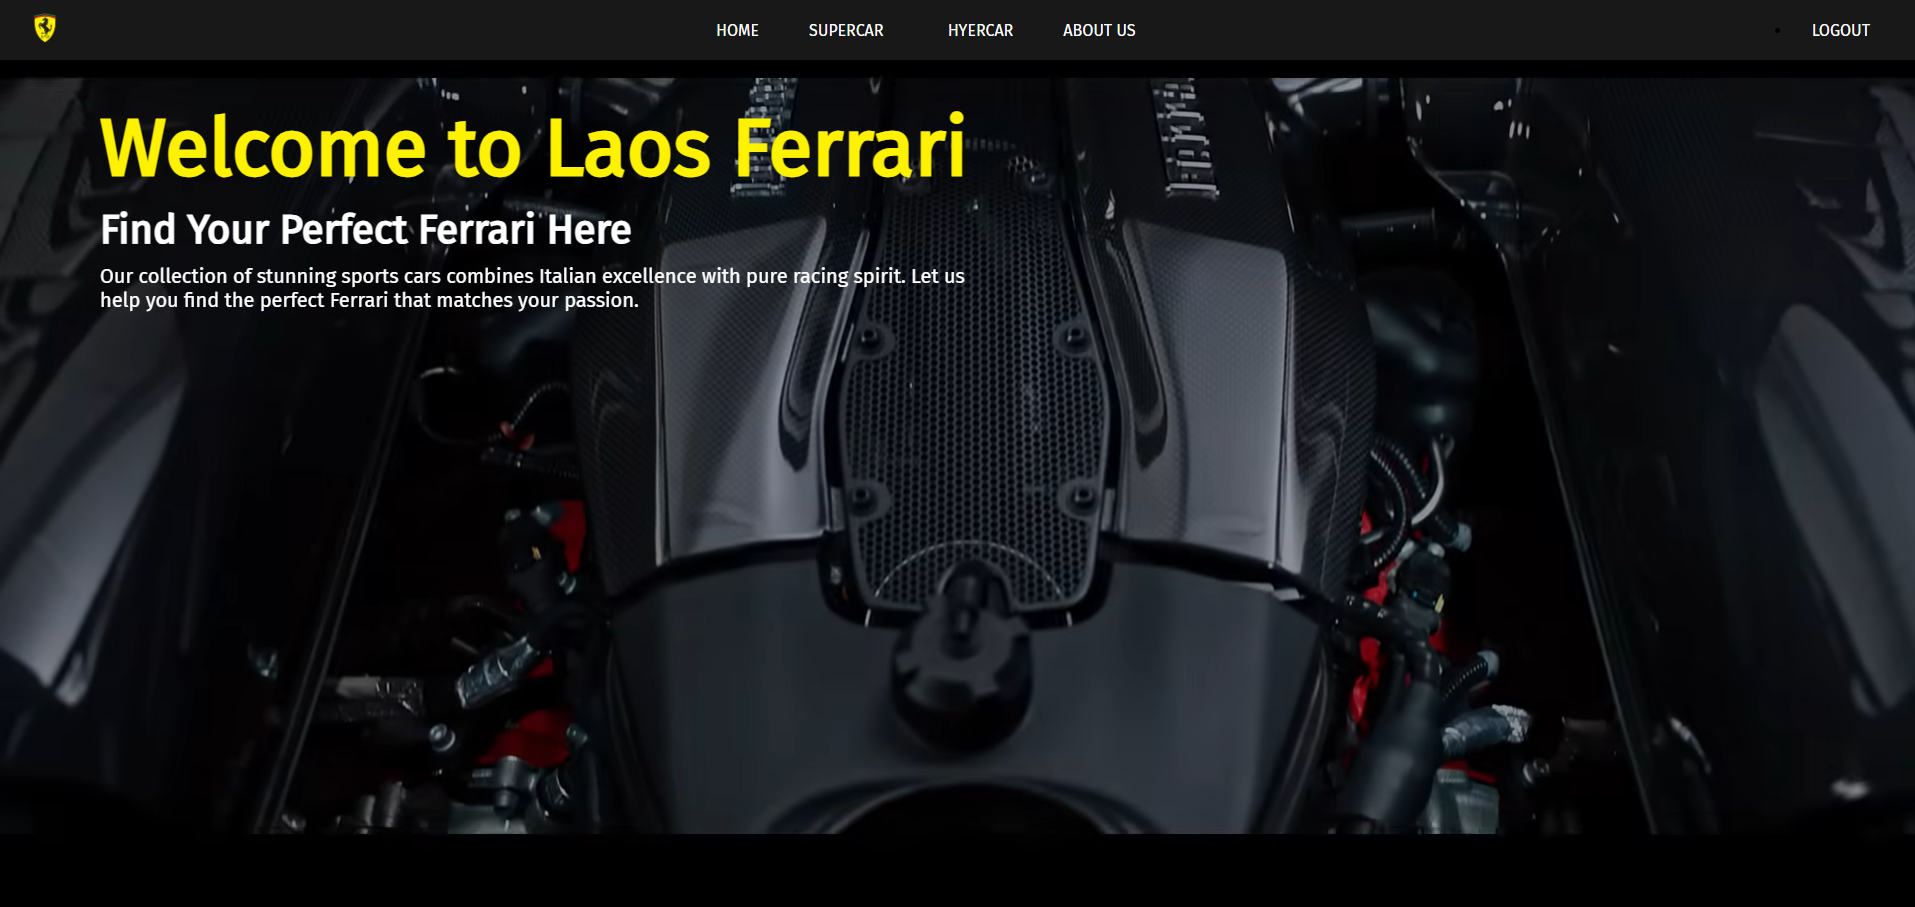 HOME SUPERCAR HYERCAR ABOUT US LOGOUT
Welcome to Laos Ferrari
Find Your Perfect Ferrari Here
Our collection of stunning sports cars combines Italian excellence with pure racing spirit. Let us
help you find the perfect Ferrari that matches your passion.